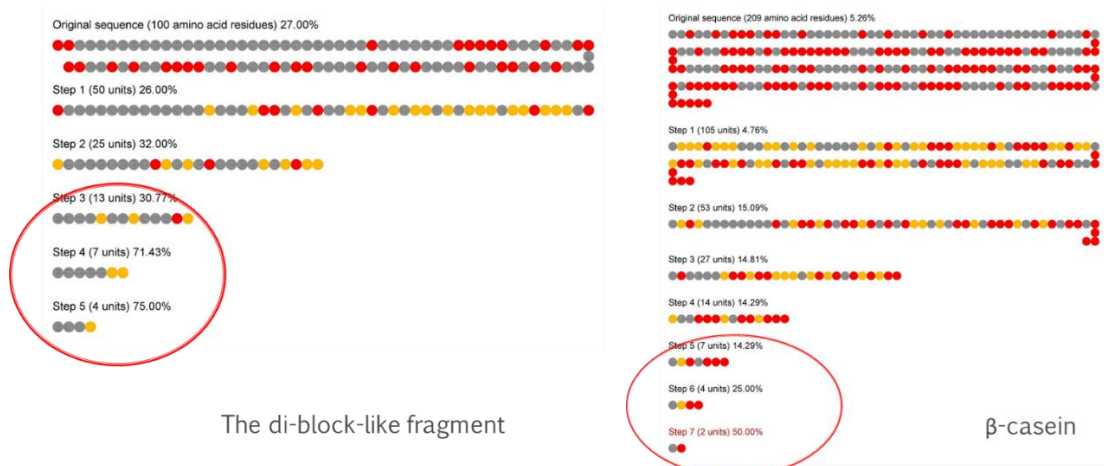 Original sequence (100 amino acid residues) 27.00%
Step 1 (50 units) 26.00%
Step 2 (25 units) 32.00%
Step 3 (13 units) 30.77%
Step 4 (7 units) 71.43%
Step 5 (4 units) 75.00%
The di-block-like fragment
Original sequence (209 amino acid residues) 5.26%
Step 1 (105 units) 4.76%
Step 2 (53 units) 15.09%
Step 3 (27 units) 14.81%
Step 4 (14 units) 14.29%
Step 5 (7 units) 14.29%
Step 6 (4 units) 25.00%
Step 7 (2 units) 50.00%
β-casein